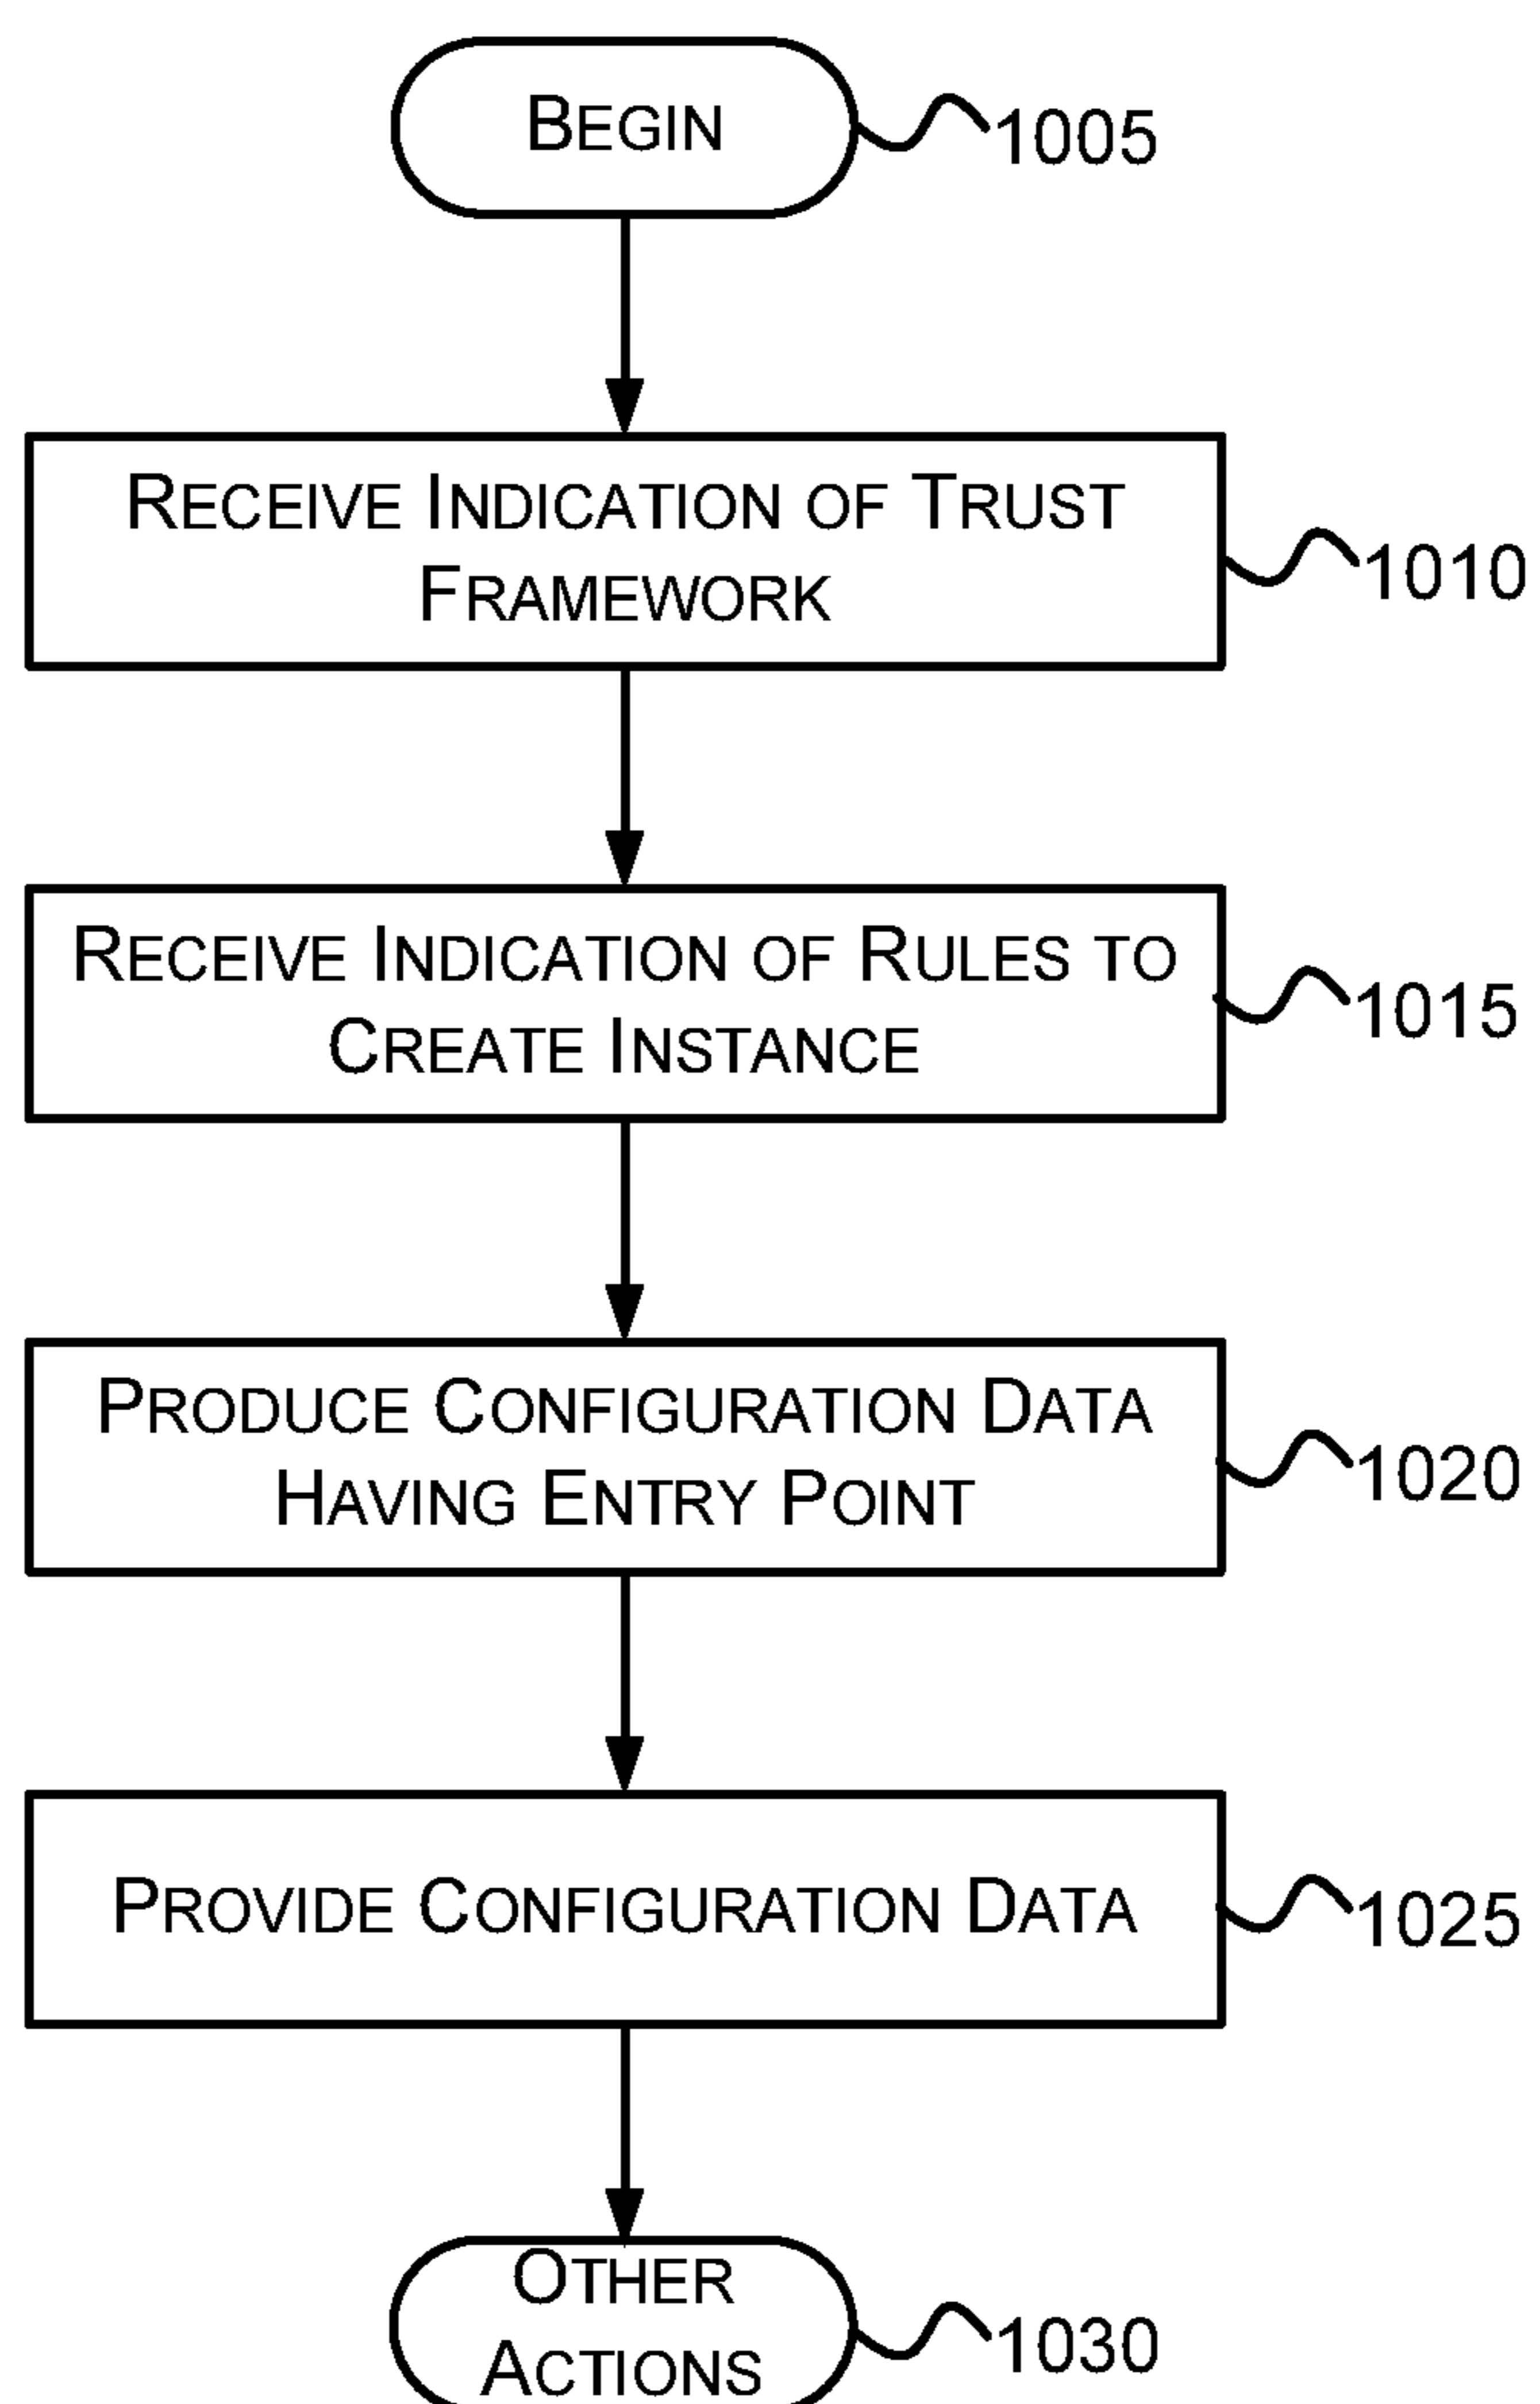 BEGIN
1005
RECEIVE INDICATION OF TRUST
FRAMEWORK
1010
RECEIVE INDICATION OF RULES TO
CREATE INSTANCE
1015
PRODUCE CONFIGURATION DATA
HAVING ENTRY POINT
1020
PROVIDE CONFIGURATION DATA
1025
OTHER
ACTIONS
1030